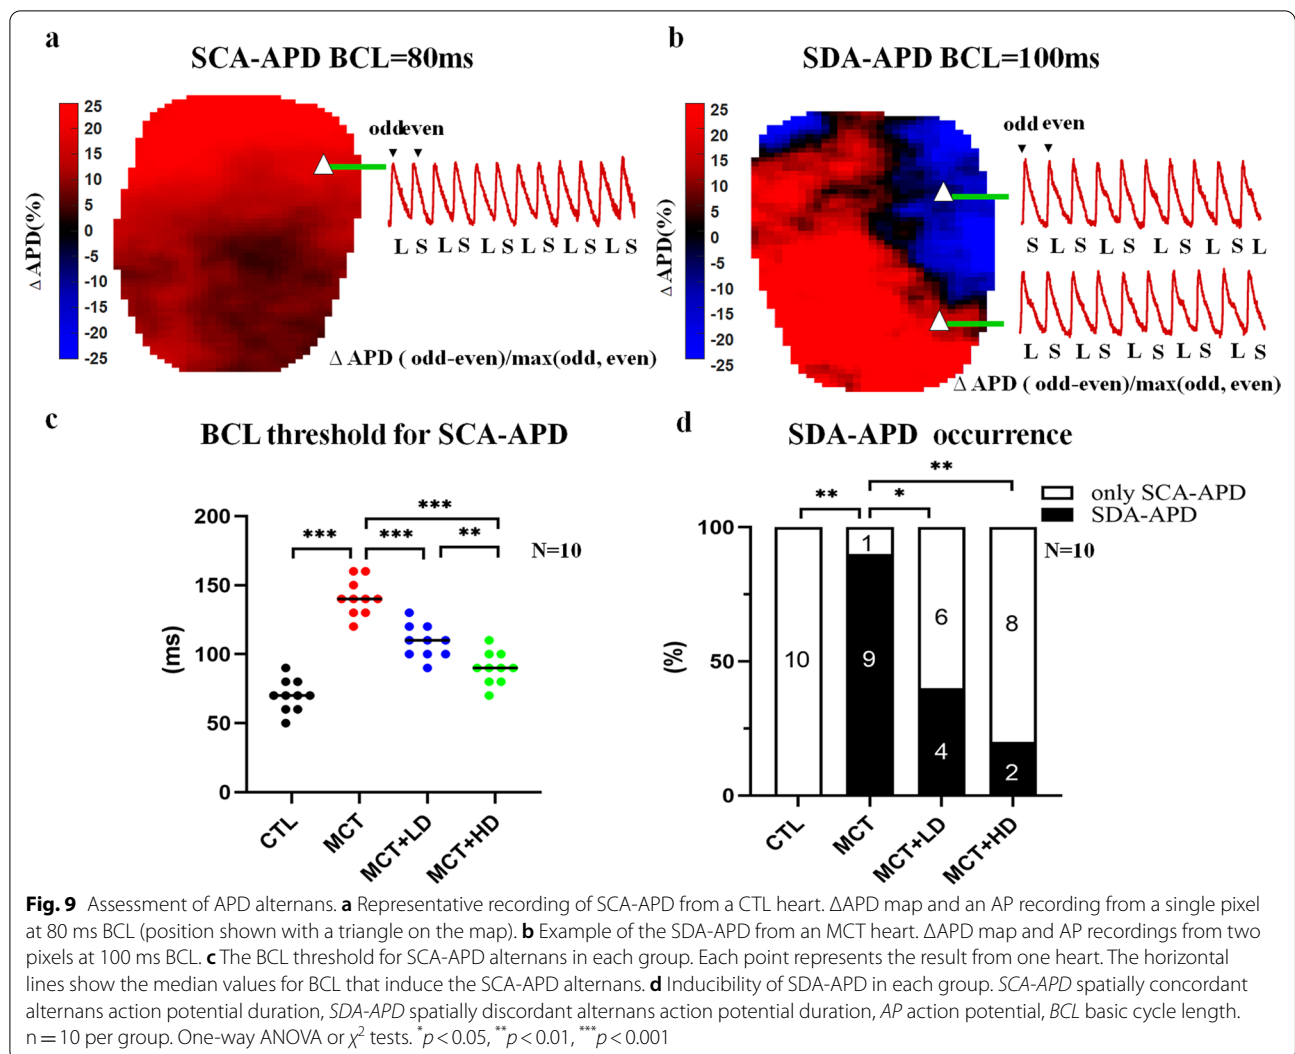 a
SCA-APD BCL=80ms
25
20
15
10
5
0
-5
-10
-15
-20
-25
Δ APD(%)
odd even
L S L S L S L S L S L S
Δ APD ( odd-even)/max(odd, even)
b
SDA-APD BCL=100ms
25
20
15
10
5
0
-5
-10
-15
-20
-25
Δ APD(%)
odd even
S L S L S L S L S L
L S L S L S L S L S
Δ APD ( odd-even)/max(odd, even)
c
BCL threshold for SCA-APD
200
150
100
50
0
(ms)
*** *** *** **
N=10
CTL
MCT
MCT+LD
MCT+HD
d
SDA-APD occurrence
** * **
only SCA-APD
SDA-APD
N=10
100
50
0
(%)
10
1
9
6
4
8
2
CTL
MCT
MCT+LD
MCT+HD
Fig. 9 Assessment of APD alternans. a Representative recording of SCA-APD from a CTL heart. ΔAPD map and an AP recording from a single pixel
at 80 ms BCL (position shown with a triangle on the map). b Example of the SDA-APD from an MCT heart. ΔAPD map and AP recordings from two
pixels at 100 ms BCL. c The BCL threshold for SCA-APD alternans in each group. Each point represents the result from one heart. The horizontal
lines show the median values for BCL that induce the SCA-APD alternans. d Inducibility of SDA-APD in each group. SCA-APD spatially concordant
alternans action potential duration, SDA-APD spatially discordant alternans action potential duration, AP action potential, BCL basic cycle length.
n = 10 per group. One-way ANOVA or χ² tests. *p < 0.05, **p < 0.01, ***p < 0.001